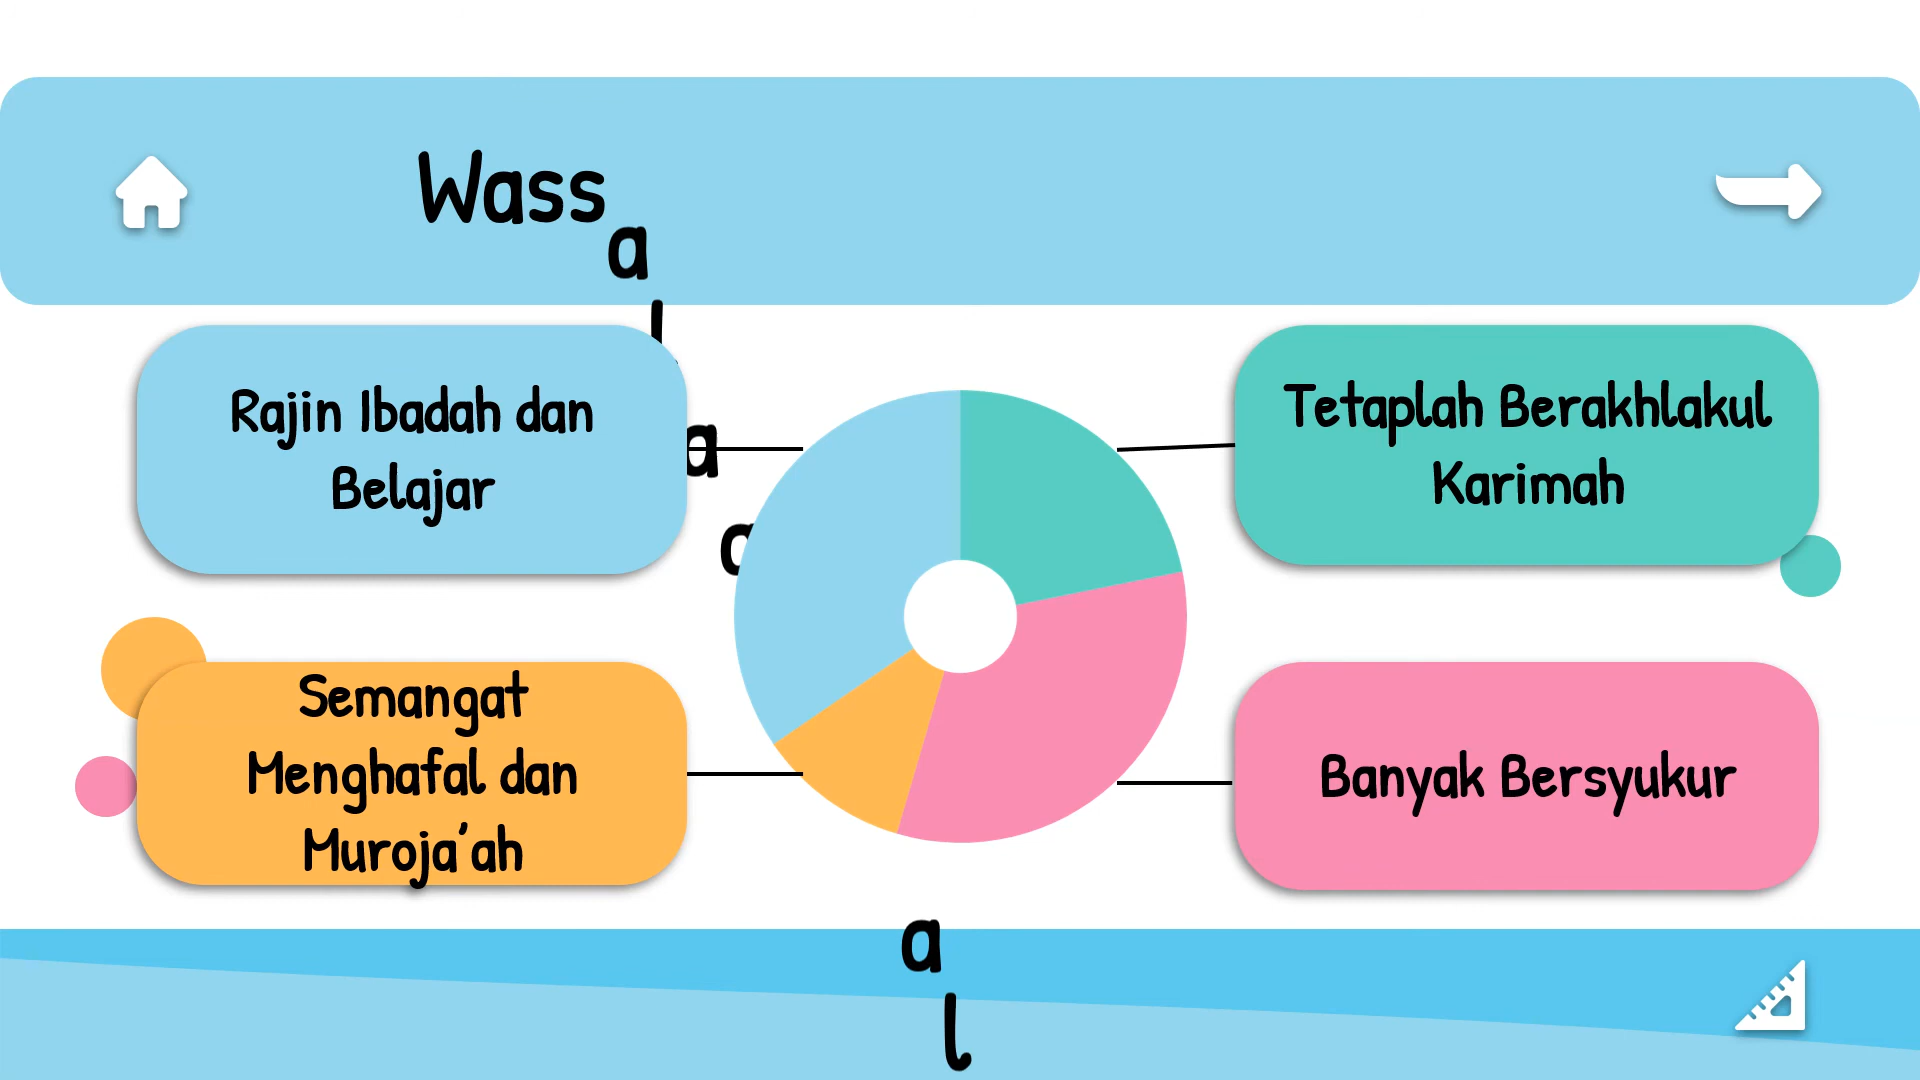 Wass
a
l
a
a
a
l
Rajin Ibadah dan
Belajar
Tetaplah Berakhlakul
Karimah
Semangat
Menghafal dan
Muroja'ah
Banyak Bersyukur